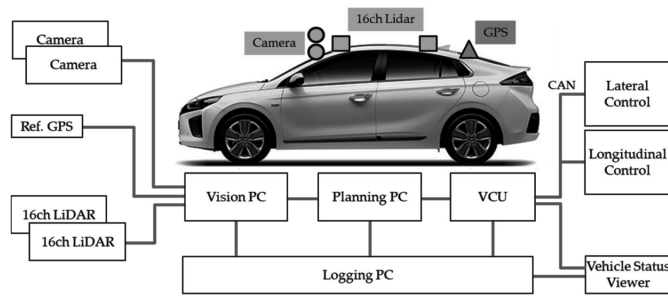 Camera
Camera
Ref. GPS
16ch LiDAR
16ch LiDAR
Camera
16ch Lidar
GPS
CAN
Lateral
Control
Longitudinal
Control
Vision PC
Planning PC
VCU
Logging PC
Vehicle Status
Viewer